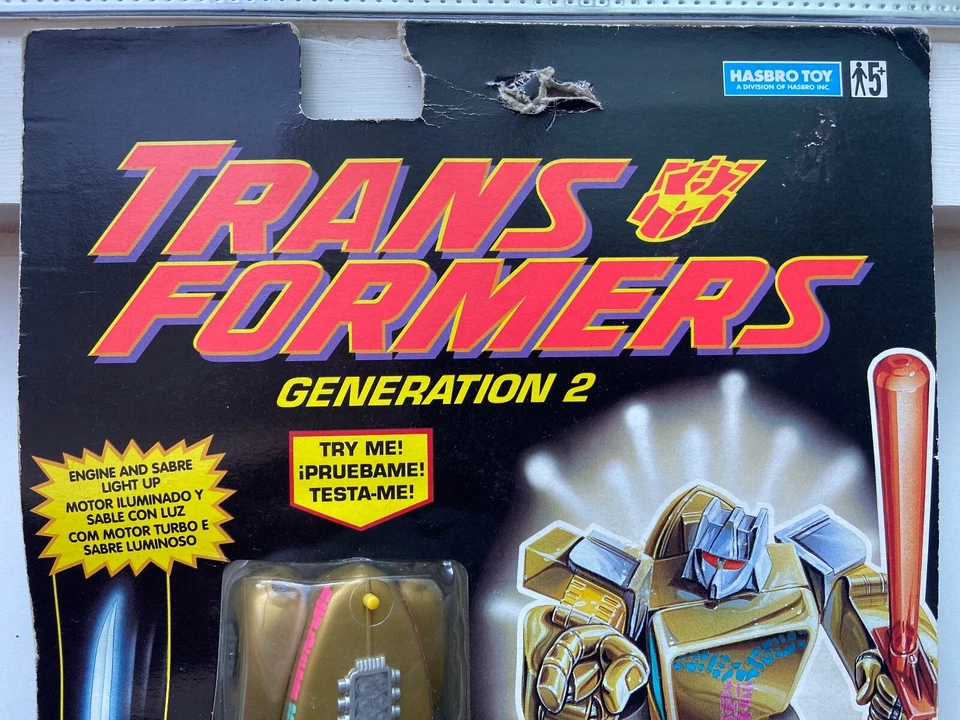 HASBRO TOY
A DIVISION OF HASBRO INC.
5+
TRANS
FORMERS
GENERATION 2
TRY ME!
¡PRUEBAME!
TESTA-ME!
ENGINE AND SABRE
LIGHT UP
MOTOR ILUMINADO Y
SABLE CON LUZ
COM MOTOR TURBO E
SABRE LUMINOSO